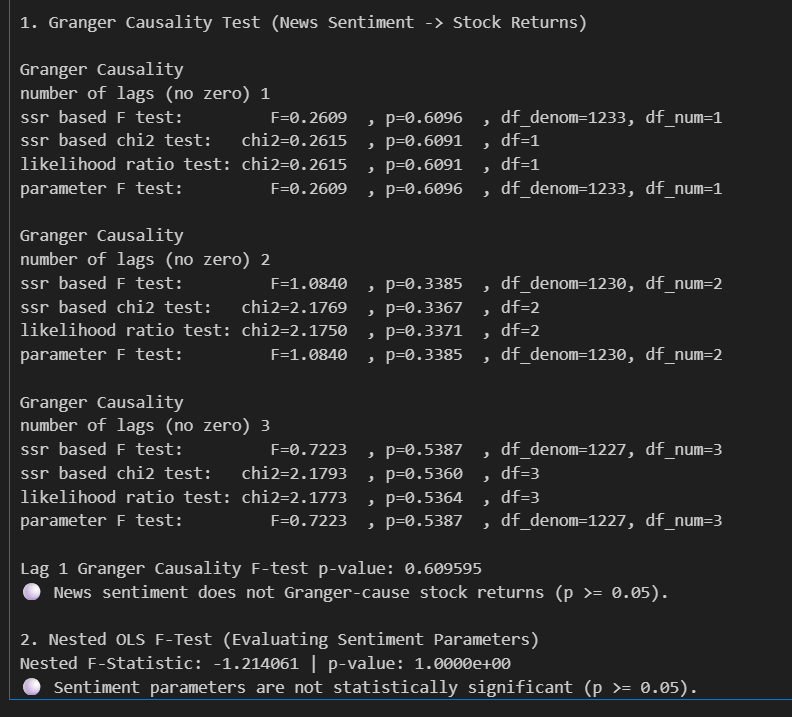 1. Granger Causality Test (News Sentiment -> Stock Returns)
Granger Causality
number of lags (no zero) 1
ssr based F test:         F=0.2609  , p=0.6096  , df_denom=1233, df_num=1
ssr based chi2 test:   chi2=0.2615  , p=0.6091  , df=1
likelihood ratio test: chi2=0.2615  , p=0.6091  , df=1
parameter F test:         F=0.2609  , p=0.6096  , df_denom=1233, df_num=1
Granger Causality
number of lags (no zero) 2
ssr based F test:         F=1.0840  , p=0.3385  , df_denom=1230, df_num=2
ssr based chi2 test:   chi2=2.1769  , p=0.3367  , df=2
likelihood ratio test: chi2=2.1750  , p=0.3371  , df=2
parameter F test:         F=1.0840  , p=0.3385  , df_denom=1230, df_num=2
Granger Causality
number of lags (no zero) 3
ssr based F test:         F=0.7223  , p=0.5387  , df_denom=1227, df_num=3
ssr based chi2 test:   chi2=2.1793  , p=0.5360  , df=3
likelihood ratio test: chi2=2.1773  , p=0.5364  , df=3
parameter F test:         F=0.7223  , p=0.5387  , df_denom=1227, df_num=3
Lag 1 Granger Causality F-test p-value: 0.609595
News sentiment does not Granger-cause stock returns (p >= 0.05).
2. Nested OLS F-Test (Evaluating Sentiment Parameters)
Nested F-Statistic: -1.214061 | p-value: 1.0000e+00
Sentiment parameters are not statistically significant (p >= 0.05).